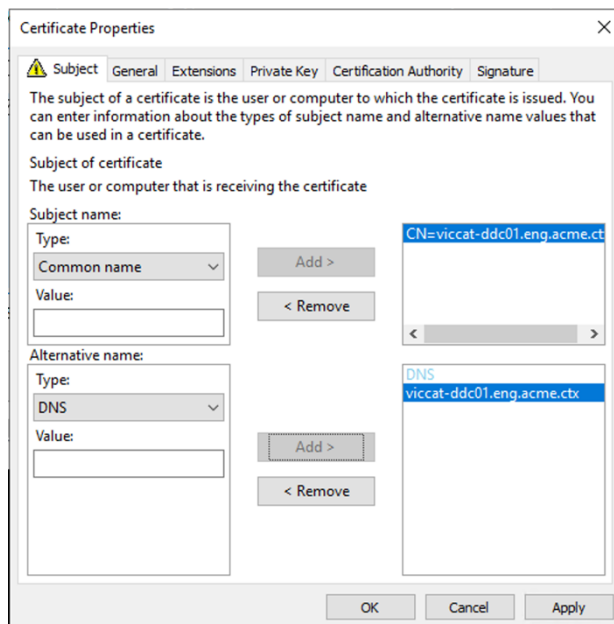 Certificate Properties
Subject General Extensions Private Key Certification Authority Signature
The subject of a certificate is the user or computer to which the certificate is issued. You
can enter information about the types of subject name and alternative name values that
can be used in a certificate.
Subject of certificate
The user or computer that is receiving the certificate
Subject name:
Type:
Common name
Value:
Add >
< Remove
CN=viccat-ddc01.eng.acme.ct
Alternative name:
Type:
DNS
Value:
Add >
< Remove
DNS
viccat-ddc01.eng.acme.ctx
OK Cancel Apply